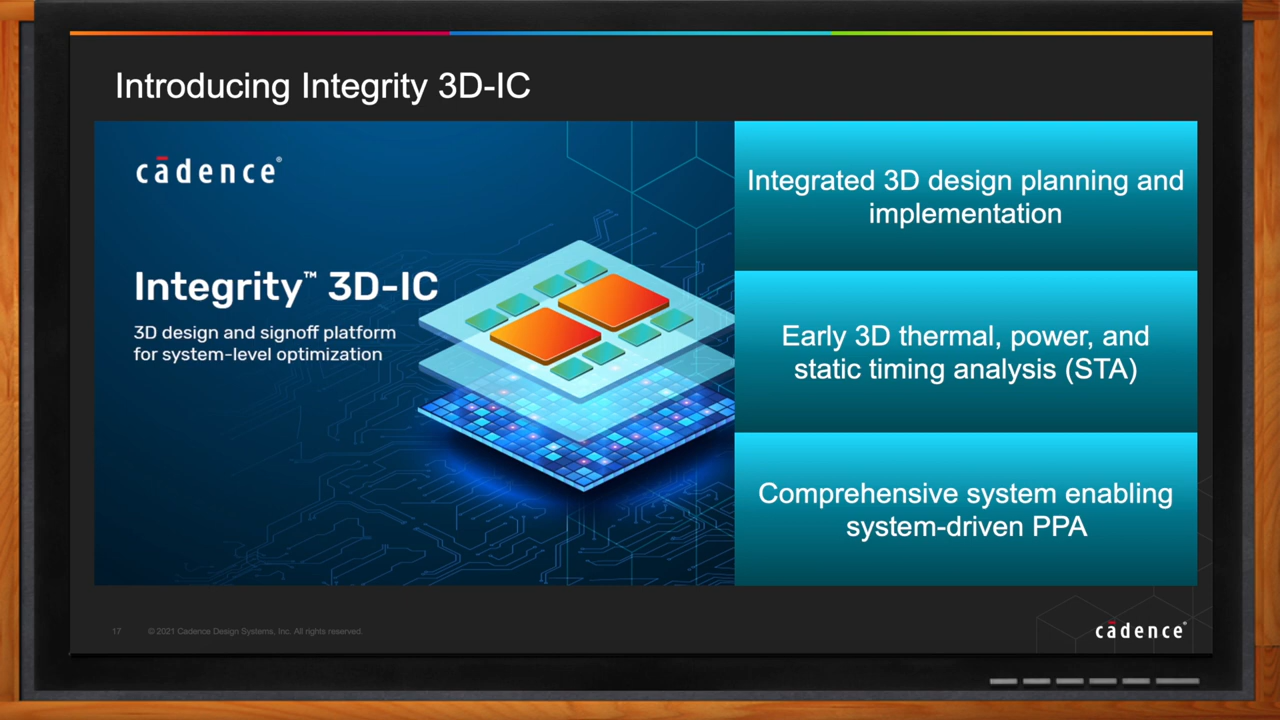 Introducing Integrity 3D-IC
cādence®
Integrity™ 3D-IC
3D design and signoff platform
for system-level optimization
Integrated 3D design planning and
implementation
Early 3D thermal, power, and
static timing analysis (STA)
Comprehensive system enabling
system-driven PPA
17 © 2021 Cadence Design Systems, Inc. All rights reserved.
cādence®